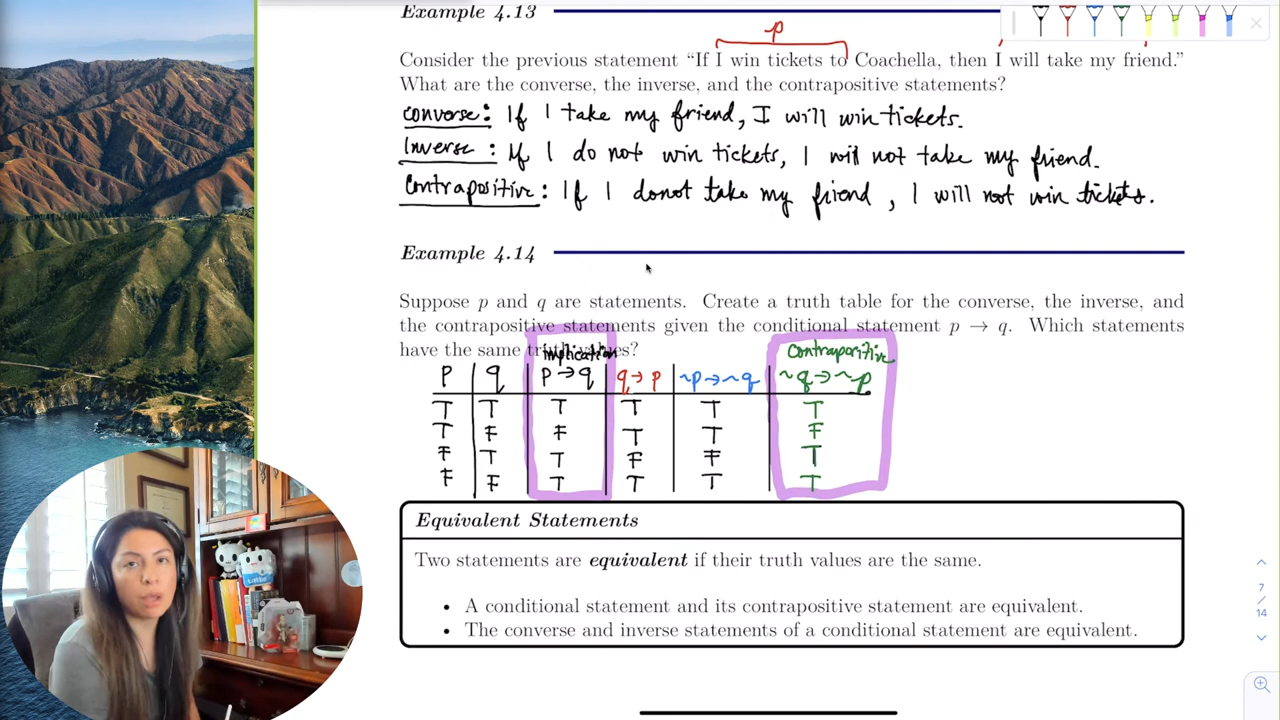 Example 4.13
p
Consider the previous statement “If I win tickets to Coachella, then I will take my friend.”
What are the converse, the inverse, and the contrapositive statements?
Converse: If I take my friend, I will win tickets.
Inverse: If I do not win tickets, I will not take my friend.
Contrapositive: If I do not take my friend, I will not win tickets.
Example 4.14
Suppose p and q are statements. Create a truth table for the converse, the inverse, and
the contrapositive statements given the conditional statement p → q. Which statements
have the same truth values?
Implication Contrapositive
P q p → q q → p ~p → ~q ~q → ~p
T T T T T T
T F F T T F
F T T F F T
F F T T T T
Equivalent Statements
Two statements are equivalent if their truth values are the same.
• A conditional statement and its contrapositive statement are equivalent.
• The converse and inverse statements of a conditional statement are equivalent.
7
/
14